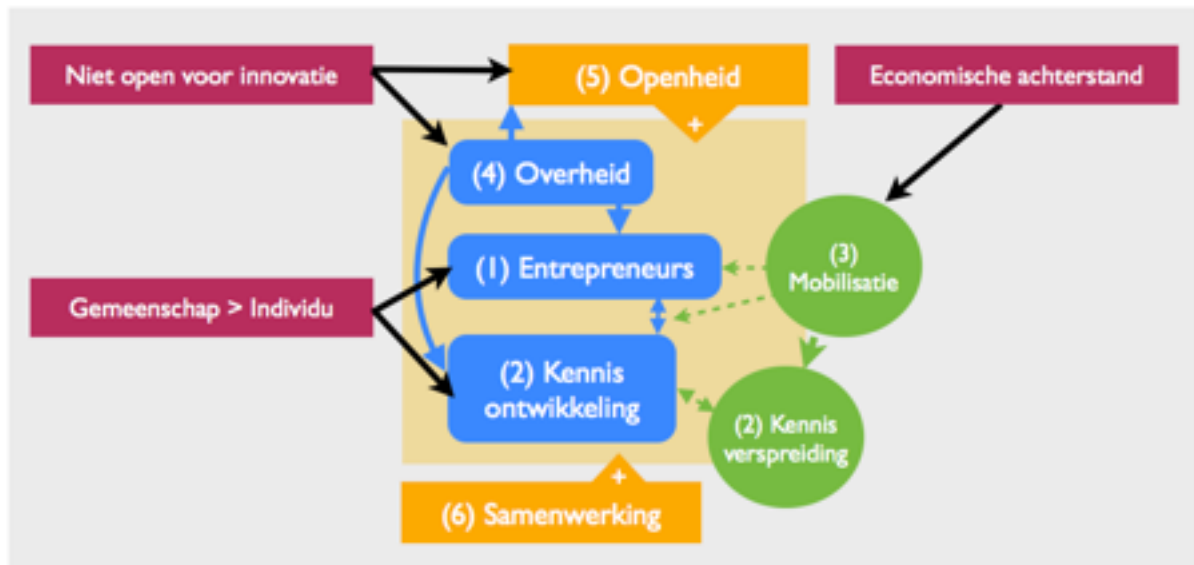 Niet open voor innovatie
(5) Openheid
Economische achterstand
+
(4) Overheid
(1) Entrepreneurs
(3)
Mobilisatie
Gemeenschap > Individu
(2) Kennis
ontwikkeling
(2) Kennis
verspreiding
+
(6) Samenwerking